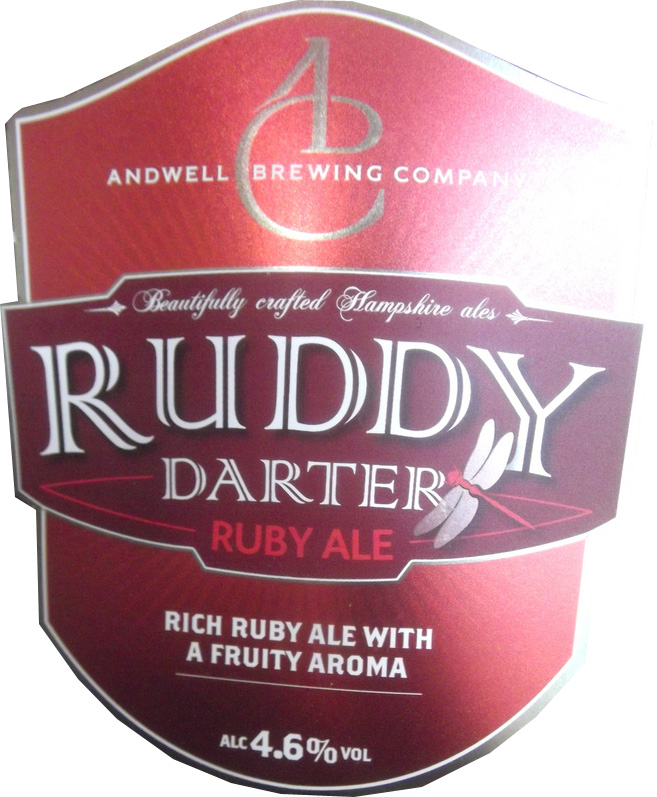 AC
ANDWELL BREWING COMPANY
Beautifully crafted Hampshire ales
RUDDY
DARTER
RUBY ALE
RICH RUBY ALE WITH
A FRUITY AROMA
ALC 4.6% VOL